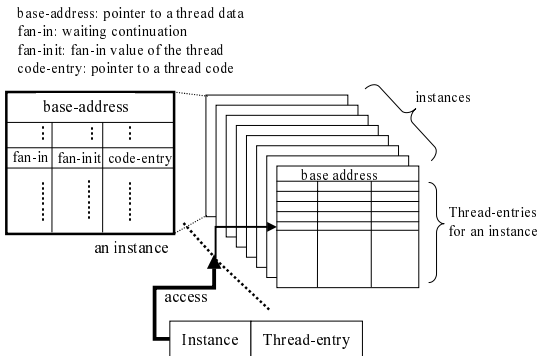 base-address: pointer to a thread data
fan-in: waiting continuation
fan-init: fan-in value of the thread
code-entry: pointer to a thread code
base-address
fan-in fan-init code-entry
an instance
instances
base address
Thread-entries
for an instance
access
Instance Thread-entry